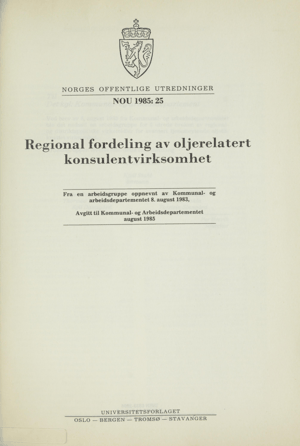 NORGES OFFENTLIGE UTREDNINGER
NOU 1985: 25
Regional fordeling av oljerelatert
konsulentvirksomhet
Fra en arbeidsgruppe oppnevnt av Kommunal- og
arbeidsdepartementet 8. august 1983,
Avgitt til Kommunal- og Arbeidsdepartementet
august 1985
UNIVERSITETSFORLAGET
OSLO — BERGEN — TROMSØ — STAVANGER